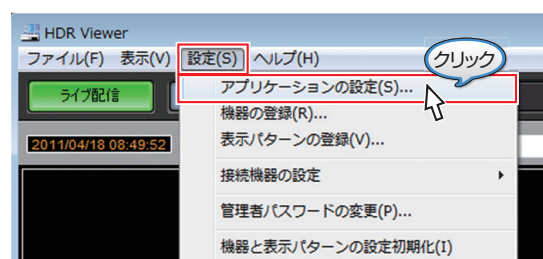 HDR Viewer
ファイル(F) 表示(V) 設定(S) ヘルプ(H)
クリック
ライブ配信
アプリケーションの設定(S)...
機器の登録(R)...
2011/04/18 08:49:52
表示パターンの登録(V)...
接続機器の設定
管理者パスワードの変更(P)...
機器と表示パターンの設定初期化(I)